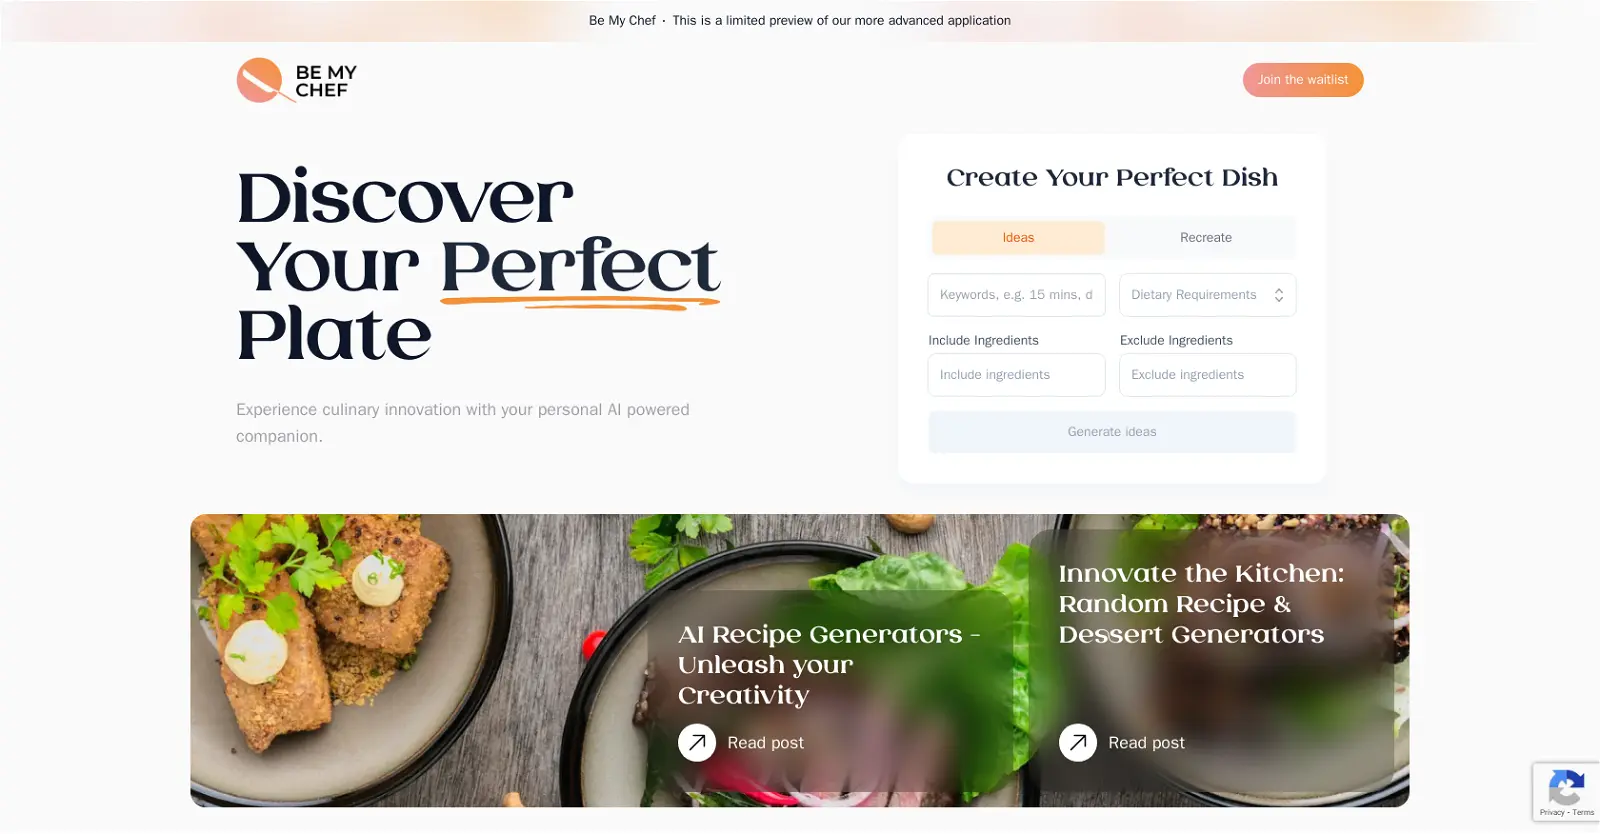 Be My Chef · This is a limited preview of our more advanced application
BE MY
CHEF
Join the waitlist
Discover
Your Perfect
Plate
Experience culinary innovation with your personal AI powered
companion.
Create Your Perfect Dish
Ideas
Recreate
Keywords, e.g. 15 mins, d
Dietary Requirements
Include Ingredients
Exclude Ingredients
Include ingredients
Exclude ingredients
Generate ideas
AI Recipe Generators -
Unleash your
Creativity
Read post
Innovate the Kitchen:
Random Recipe &
Dessert Generators
Read post
Privacy - Terms